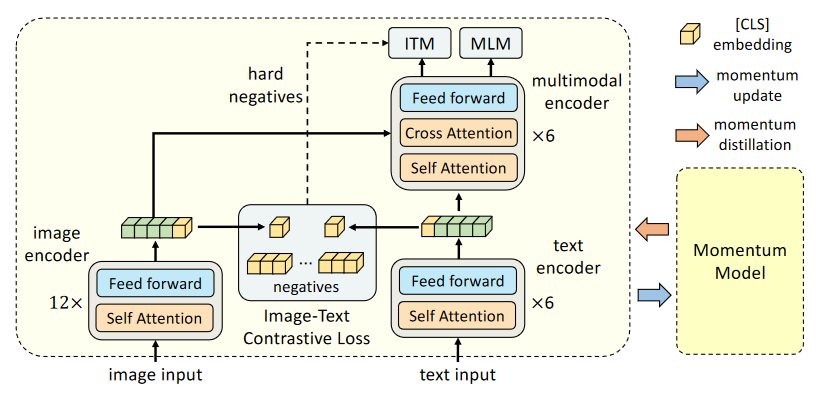 ITM
MLM
[CLS]
embedding
hard
negatives
Feed forward
Cross Attention
Self Attention
multimodal
encoder
×6
momentum
update
momentum
distillation
image
encoder
Feed forward
Self Attention
12×
...
negatives
Image-Text
Contrastive Loss
Feed forward
Self Attention
text
encoder
×6
Momentum
Model
image input
text input